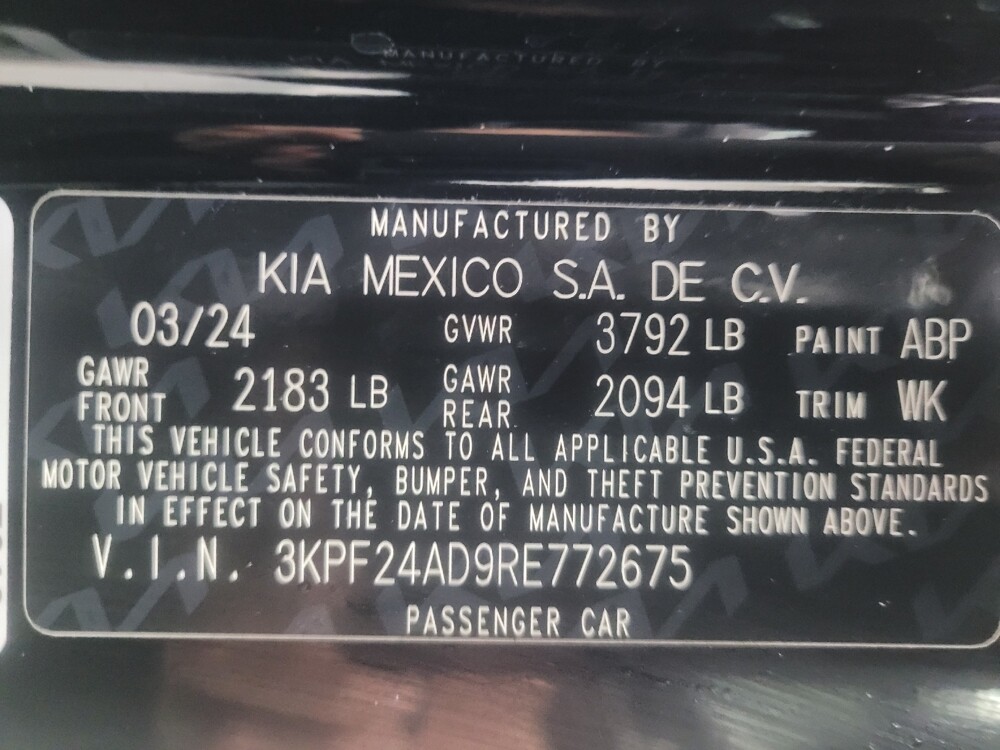 MANUFACTURED BY
KIA MEXICO S.A. DE C.V.
03/24 GVWR 3792 LB PAINT ABP
GAWR FRONT 2183 LB GAWR REAR 2094 LB TRIM WK
THIS VEHICLE CONFORMS TO ALL APPLICABLE U.S.A. FEDERAL
MOTOR VEHICLE SAFETY, BUMPER, AND THEFT PREVENTION STANDARDS
IN EFFECT ON THE DATE OF MANUFACTURE SHOWN ABOVE.
V.I.N. 3KPF24AD9RE772675
PASSENGER CAR